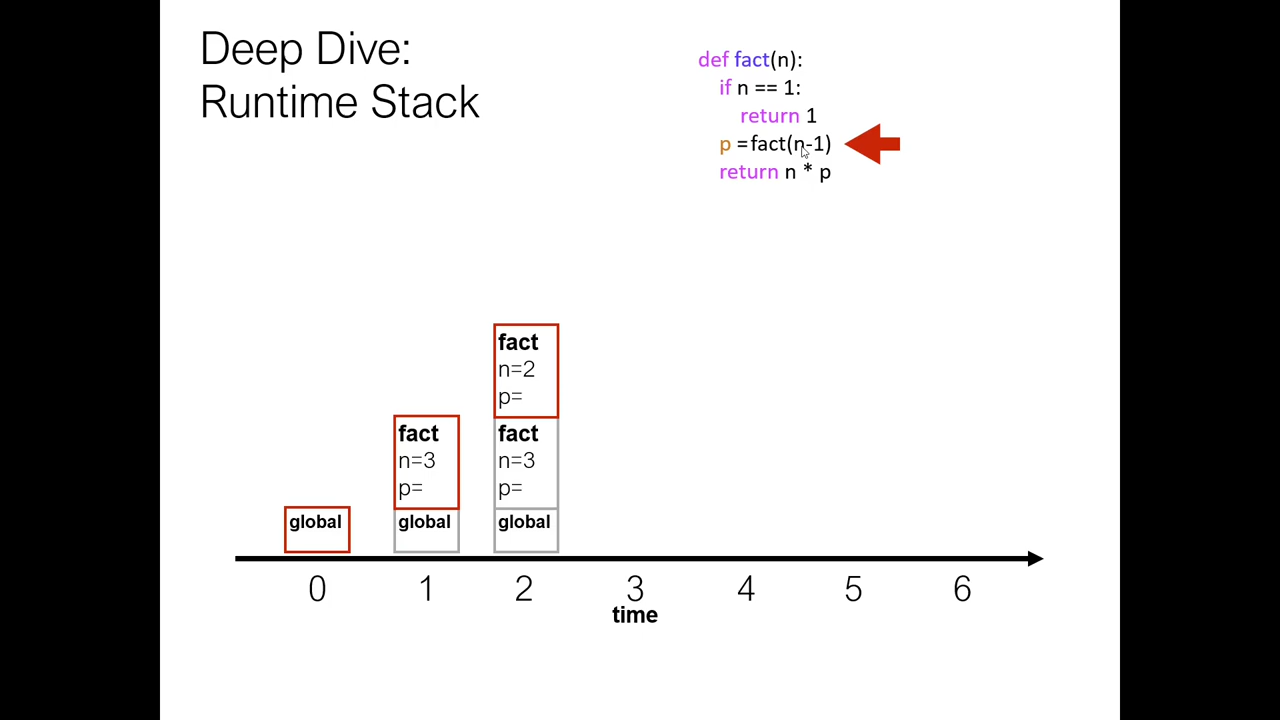 Deep Dive:
Runtime Stack
def fact(n):
if n == 1:
return 1
p =fact(n-1)
return n * p
global
fact
n=3
p=
global
fact
n=2
p=
fact
n=3
p=
global
0 1 2 3 4 5 6
time